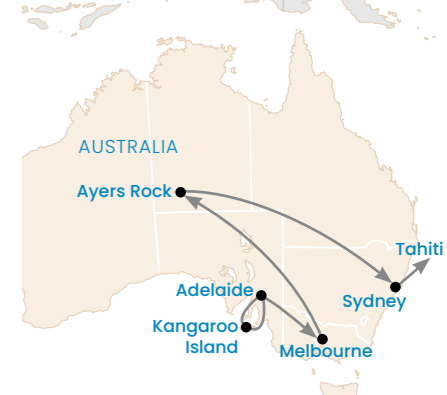 AUSTRALIA
Ayers Rock
Tahiti
Adelaide
Sydney
Kangaroo
Island
Melbourne